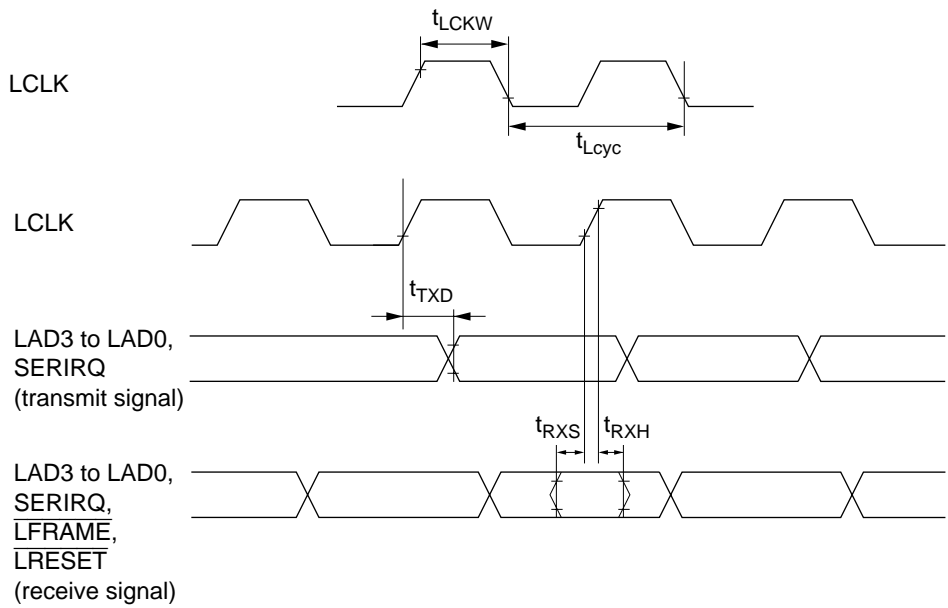 tLCKW
LCLK
tLcyc
LCLK
tTXD
LAD3 to LAD0,
SERIRQ
(transmit signal)
tRXS tRXH
LAD3 to LAD0,
SERIRQ,
LFRAME,
LRESET
(receive signal)